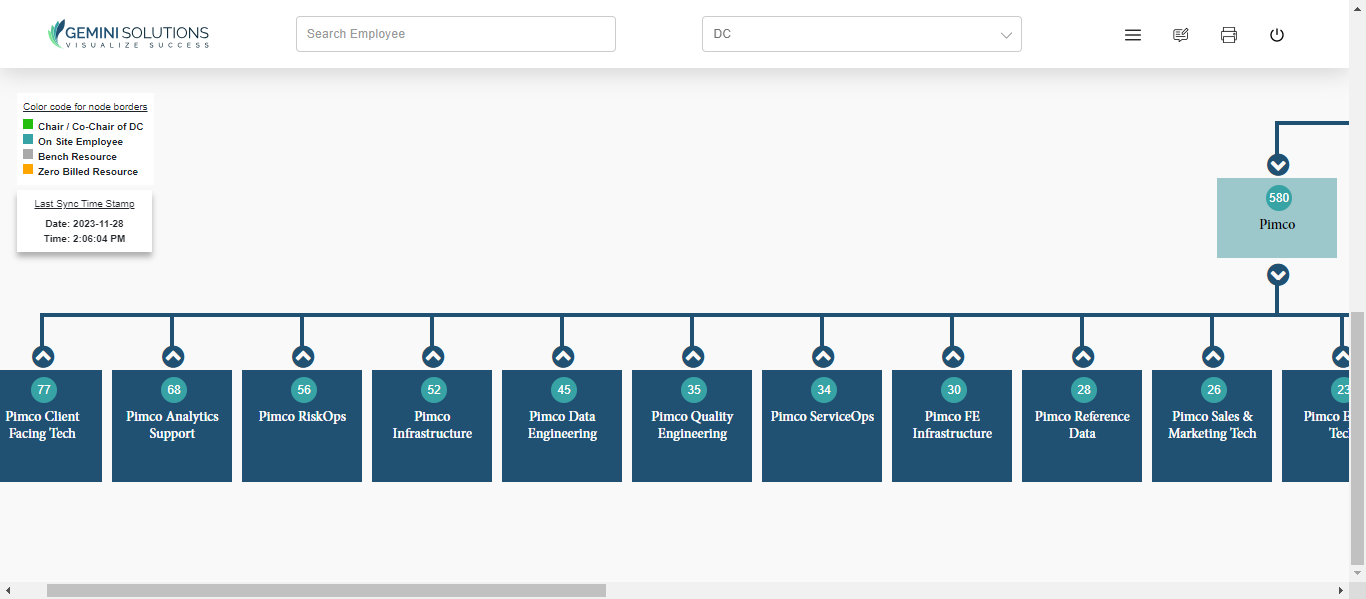 GEMINI SOLUTIONS
VISUALIZE SUCCESS
Search Employee
DC
Color code for node borders
Chair / Co-Chair of DC
On Site Employee
Bench Resource
Zero Billed Resource
Last Sync Time Stamp
Date: 2023-11-28
Time: 2:06:04 PM
580
Pimco
77
Pimco Client
Facing Tech
68
Pimco Analytics
Support
56
Pimco RiskOps
52
Pimco
Infrastructure
45
Pimco Data
Engineering
35
Pimco Quality
Engineering
34
Pimco ServiceOps
30
Pimco FE
Infrastructure
28
Pimco Reference
Data
26
Pimco Sales &
Marketing Tech
23
Pimco